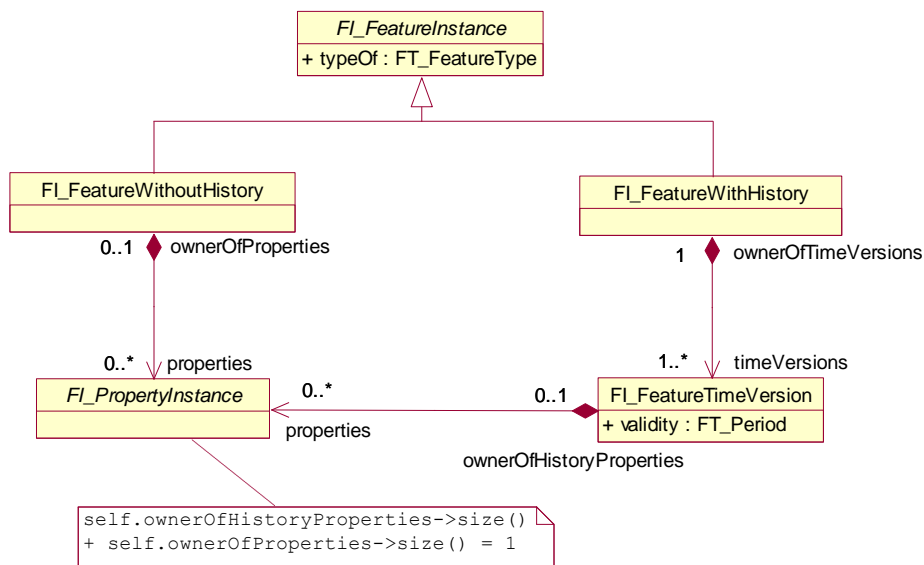 FI_FeatureInstance
+ typeOf : FT_FeatureType
FI_FeatureWithoutHistory
FI_FeatureWithHistory
0..1
ownerOfProperties
1
ownerOfTimeVersions
0..*
properties
1..*
timeVersions
FI_PropertyInstance
0..*
properties
0..1
ownerOfHistoryProperties
FI_FeatureTimeVersion
+ validity : FT_Period
self.ownerOfHistoryProperties->size()
+ self.ownerOfProperties->size() = 1